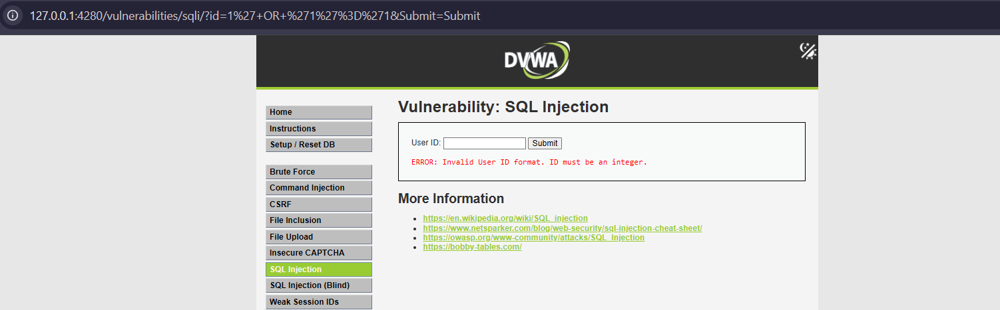 127.0.0.1:4280/vulnerabilities/sqli/?id=1%27+OR+%271%27%3D%271&Submit=Submit
DVWA
Home
Instructions
Setup / Reset DB
Brute Force
Command Injection
CSRF
File Inclusion
File Upload
Insecure CAPTCHA
SQL Injection
SQL Injection (Blind)
Weak Session IDs
Vulnerability: SQL Injection
User ID: Submit
ERROR: Invalid User ID format. ID must be an integer.
More Information
https://en.wikipedia.org/wiki/SQL_injection
https://www.netsparker.com/blog/web-security/sql-injection-cheat-sheet/
https://owasp.org/www-community/attacks/SQL_Injection
https://bobby-tables.com/